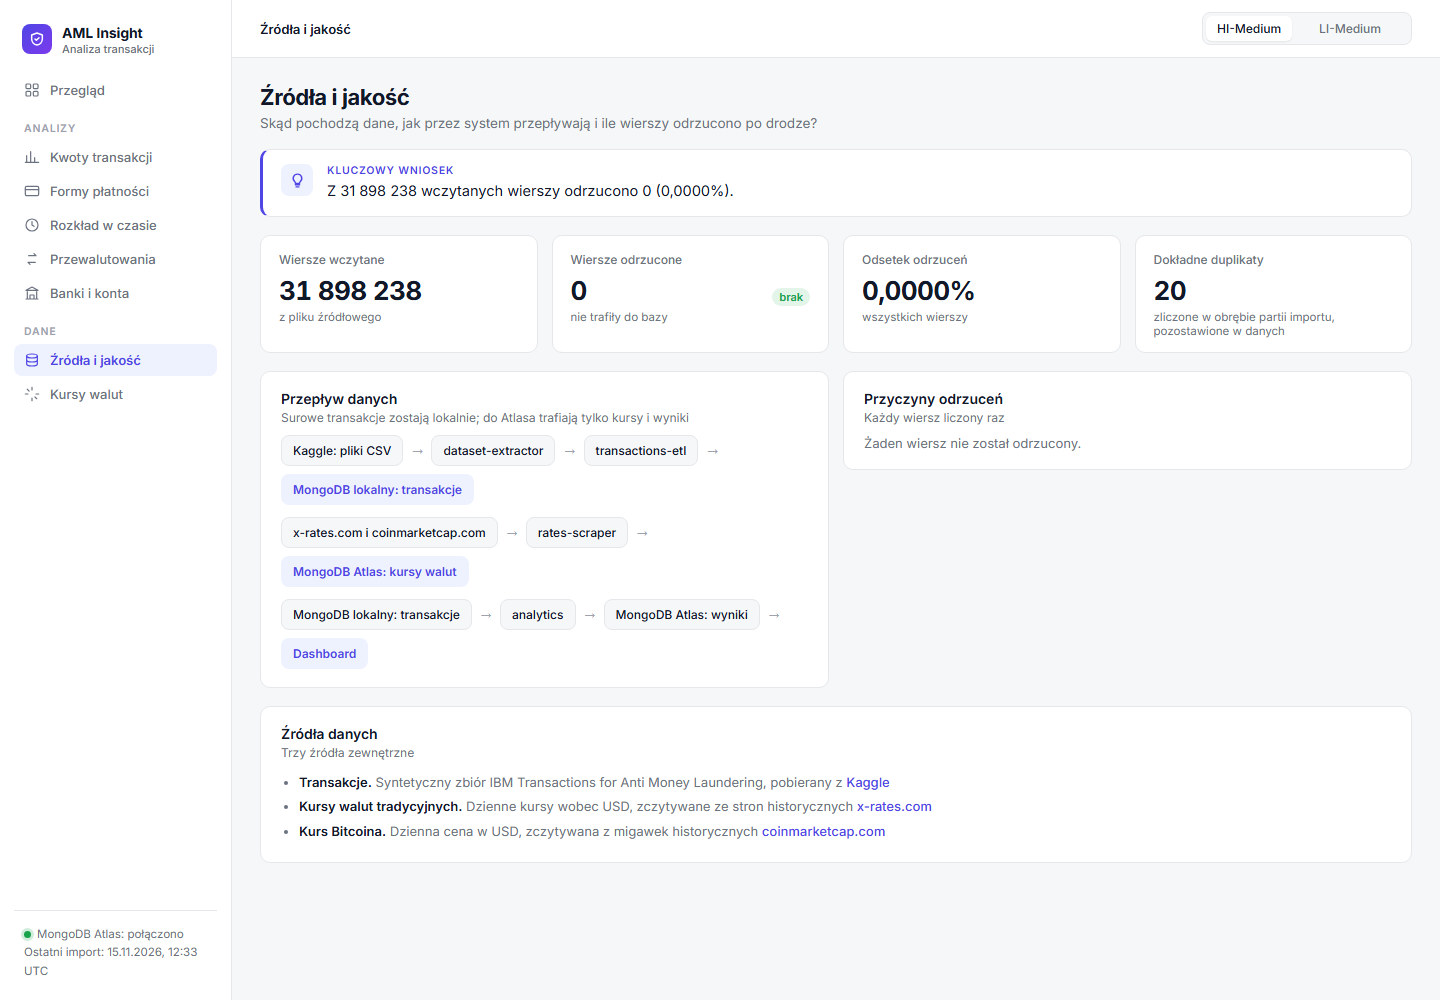 AML Insight
Analiza transakcji
Przegląd
ANALIZY
Kwoty transakcji
Formy płatności
Rozkład w czasie
Przewalutowania
Banki i konta
DANE
Źródła i jakość
Kursy walut
MongoDB Atlas: połączono
Ostatni import: 15.11.2026, 12:33
UTC
Źródła i jakość
HI-Medium
LI-Medium
Źródła i jakość
Skąd pochodzą dane, jak przez system przepływają i ile wierszy odrzucono po drodze?
KLUCZOWY WNIOSEK
Z 31 898 238 wczytanych wierszy odrzucono 0 (0,0000%).
Wiersze wczytane
31 898 238
z pliku źródłowego
Wiersze odrzucone
0
brak
nie trafiły do bazy
Odsetek odrzuceń
0,0000%
wszystkich wierszy
Dokładne duplikaty
20
zliczone w obrębie partii importu,
pozostawione w danych
Przepływ danych
Surowe transakcje zostają lokalnie; do Atlasa trafiają tylko kursy i wyniki
Kaggle: pliki CSV → dataset-extractor → transactions-etl →
MongoDB lokalny: transakcje
x-rates.com i coinmarketcap.com → rates-scraper →
MongoDB Atlas: kursy walut
MongoDB lokalny: transakcje → analytics → MongoDB Atlas: wyniki →
Dashboard
Przyczyny odrzuceń
Każdy wiersz liczony raz
Żaden wiersz nie został odrzucony.
Źródła danych
Trzy źródła zewnętrzne
• Transakcje. Syntetyczny zbiór IBM Transactions for Anti Money Laundering, pobierany z Kaggle
• Kursy walut tradycyjnych. Dzienne kursy wobec USD, zczytywane ze stron historycznych x-rates.com
• Kurs Bitcoina. Dzienna cena w USD, zczytywana z migawek historycznych coinmarketcap.com